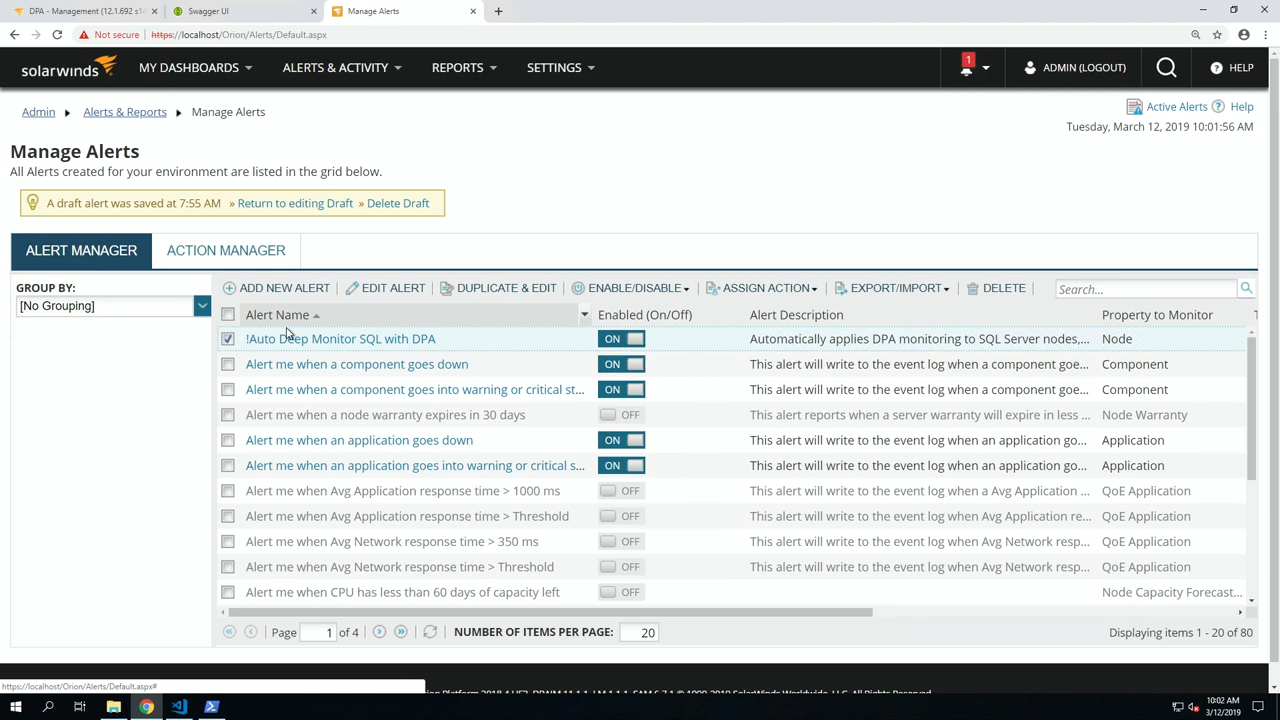 DPA - Management (12.1.692 s1
Swagger UI
Manage Alerts
Not secure
https://localhost/Orion/Alerts/Default.aspx
solarwinds
MY DASHBOARDS
ALERTS & ACTIVITY
REPORTS
SETTINGS
1
ADMIN (LOGOUT)
HELP
Admin
Alerts & Reports
Manage Alerts
Active Alerts
Help
Tuesday, March 12, 2019 10:01:56 AM
Manage Alerts
All Alerts created for your environment are listed in the grid below.
A draft alert was saved at 7:55 AM » Return to editing Draft » Delete Draft
ALERT MANAGER
ACTION MANAGER
GROUP BY:
[No Grouping]
ADD NEW ALERT
EDIT ALERT
DUPLICATE & EDIT
ENABLE/DISABLE
ASSIGN ACTION
EXPORT/IMPORT
DELETE
Search...
Alert Name Enabled (On/Off) Alert Description Property to Monitor
!Auto Deep Monitor SQL with DPA ON Automatically applies DPA monitoring to SQL Server nodes,... Node
Alert me when a component goes down ON This alert will write to the event log when a component goe... Component
Alert me when a component goes into warning or critical st... ON This alert will write to the event log when a component goe... Component
Alert me when a node warranty expires in 30 days OFF This alert reports when a server warranty will expire in less ... Node Warranty
Alert me when an application goes down ON This alert will write to the event log when an application go... Application
Alert me when an application goes into warning or critical s... ON This alert will write to the event log when an application go... Application
Alert me when Avg Application response time > 1000 ms OFF This alert will write to the event log when a Avg Application ... QoE Application
Alert me when Avg Application response time > Threshold OFF This alert will write to the event log when Avg Application re... QoE Application
Alert me when Avg Network response time > 350 ms OFF This alert will write to the event log when Avg Network resp... QoE Application
Alert me when Avg Network response time > Threshold OFF This alert will write to the event log when Avg Network resp... QoE Application
Alert me when CPU has less than 60 days of capacity left OFF This alert will write to the event log when CPU has less than... Node Capacity Forecast...
Page 1 of 4
NUMBER OF ITEMS PER PAGE: 20
Displaying items 1 - 20 of 80
https://localhost/Orion/Alerts/Default.aspx#
10:02 AM
3/12/2019